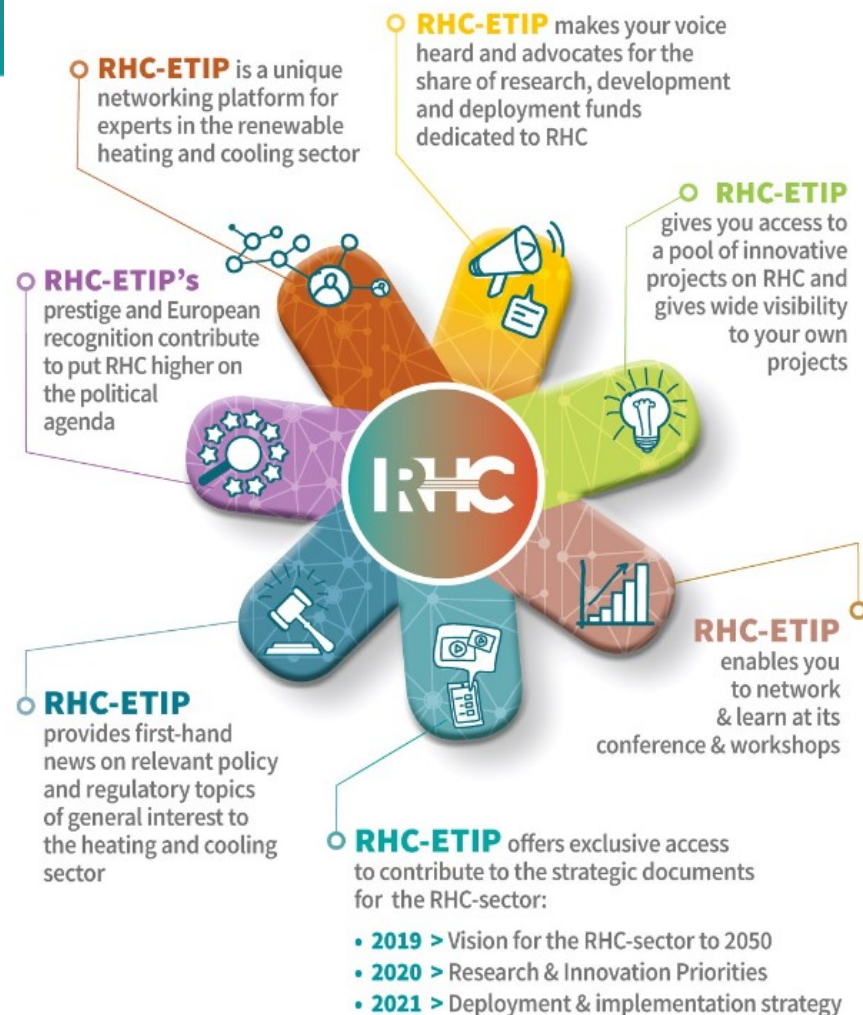 RHC-ETIP makes your voice
heard and advocates for the
share of research, development
and deployment funds
dedicated to RHC
RHC-ETIP is a unique
networking platform for
experts in the renewable
heating and cooling sector
RHC-ETIP
gives you access to
a pool of innovative
projects on RHC and
gives wide visibility
to your own
projects
RHC-ETIP's
prestige and European
recognition contribute
to put RHC higher on
the political
agenda
RHC
RHC-ETIP
enables you
to network
& learn at its
conference & workshops
RHC-ETIP
provides first-hand
news on relevant policy
and regulatory topics
of general interest to
the heating and cooling
sector
RHC-ETIP offers exclusive access
to contribute to the strategic documents
for the RHC-sector:
• 2019 > Vision for the RHC-sector to 2050
• 2020 > Research & Innovation Priorities
• 2021 > Deployment & implementation strategy